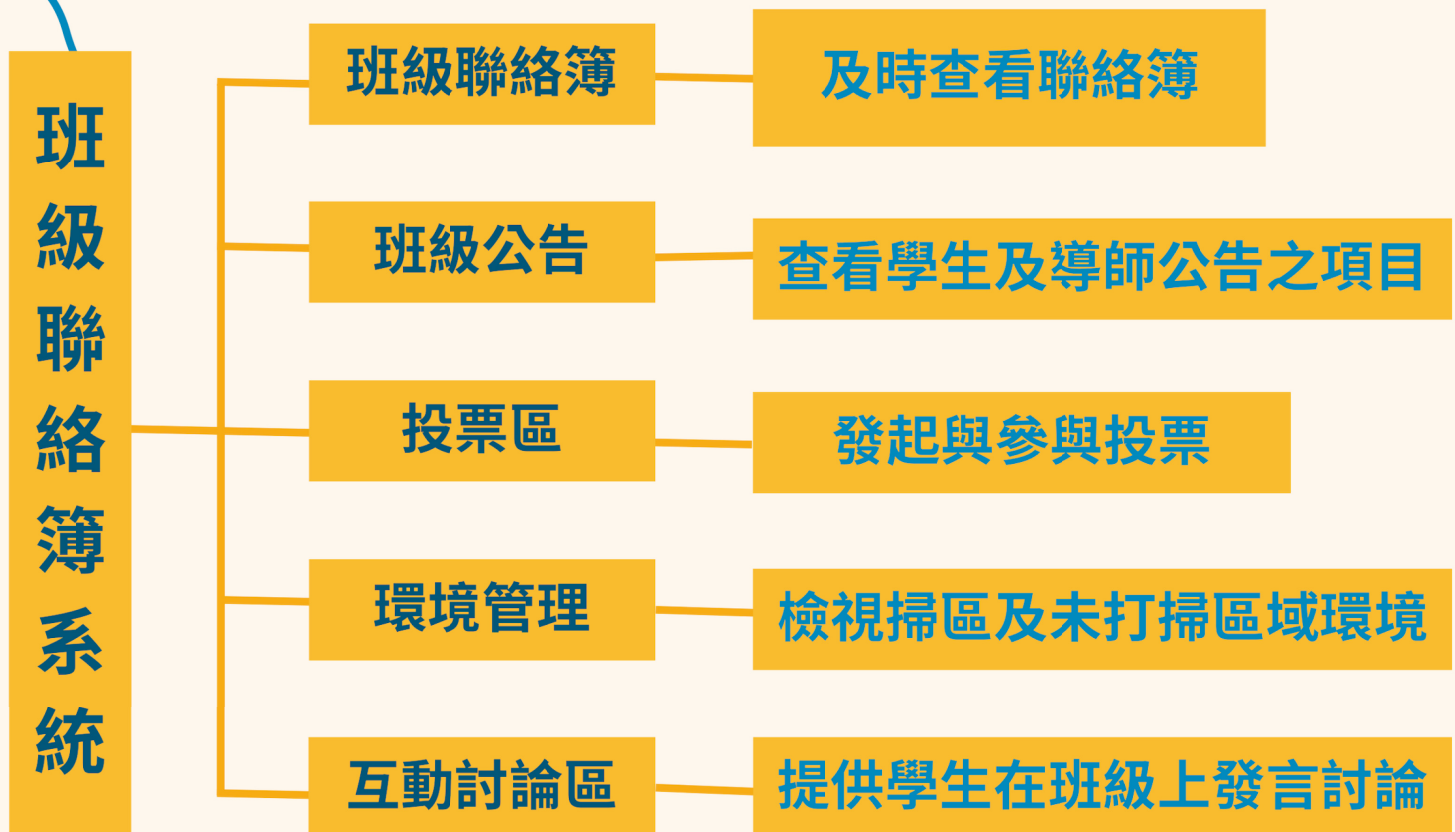 班級聯絡簿系統
班級聯絡簿
及時查看聯絡簿
班級公告
查看學生及導師公告之項目
投票區
發起與參與投票
環境管理
檢視掃區及未打掃區域環境
互動討論區
提供學生在班級上發言討論